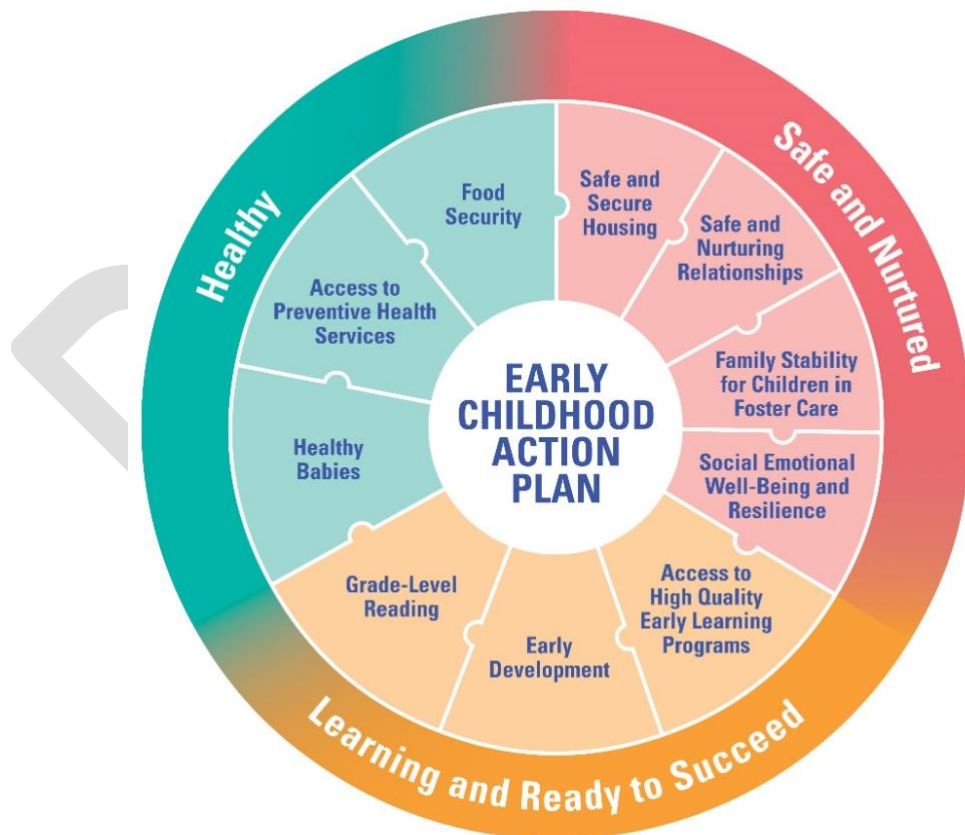 EARLY
CHILDHOOD
ACTION
PLAN
Healthy
Safe and Nurtured
Learning and Ready to Succeed
Food
Security
Safe and
Secure
Housing
Safe and
Nurturing
Relationships
Family Stability
for Children in
Foster Care
Social Emotional
Well-Being and
Resilience
Access to
High Quality
Early Learning
Programs
Early
Development
Grade-Level
Reading
Healthy
Babies
Access to
Preventive Health
Services